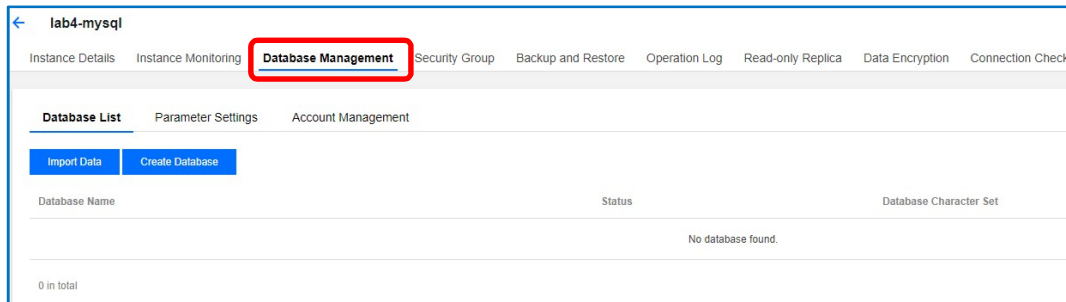 lab4-mysql
Instance Details Instance Monitoring Database Management Security Group Backup and Restore Operation Log Read-only Replica Data Encryption Connection Check
Database List Parameter Settings Account Management
Import Data Create Database
Database Name Status Database Character Set
No database found.
0 in total